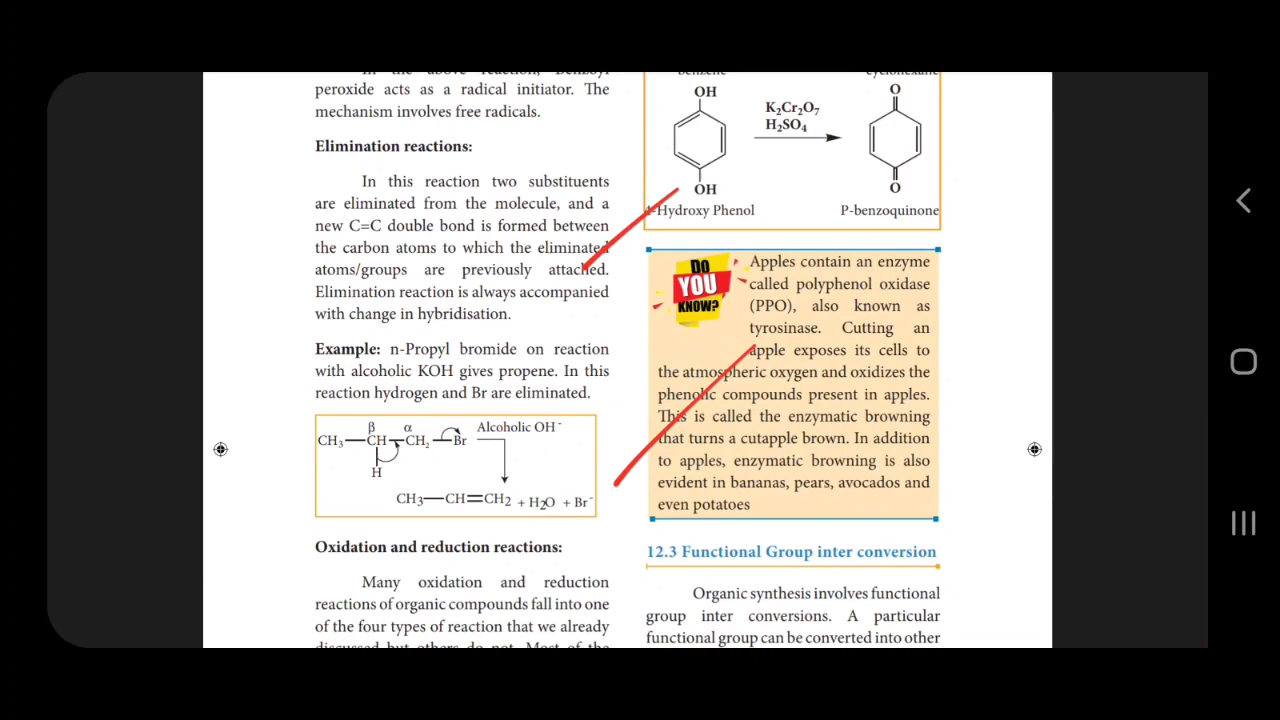 peroxide acts as a radical initiator. The
mechanism involves free radicals.
Elimination reactions:
In this reaction two substituents
are eliminated from the molecule, and a
new C=C double bond is formed between
the carbon atoms to which the eliminated
atoms/groups are previously attached.
Elimination reaction is always accompanied
with change in hybridisation.
Example: n-Propyl bromide on reaction
with alcoholic KOH gives propene. In this
reaction hydrogen and Br are eliminated.
β α Alcoholic OH⁻
CH₃—CH—CH₂—Br
H
CH₃—CH=CH₂ + H₂O + Br⁻
Oxidation and reduction reactions:
Many oxidation and reduction
reactions of organic compounds fall into one
of the four types of reaction that we already
discussed but others do not. Most of the
OH
K₂Cr₂O₇
H₂SO₄
O
OH
O
4-Hydroxy Phenol
P-benzoquinone
DO
YOU
KNOW?
Apples contain an enzyme
called polyphenol oxidase
(PPO), also known as
tyrosinase. Cutting an
apple exposes its cells to
the atmospheric oxygen and oxidizes the
phenolic compounds present in apples.
This is called the enzymatic browning
that turns a cutapple brown. In addition
to apples, enzymatic browning is also
evident in bananas, pears, avocados and
even potatoes
12.3 Functional Group inter conversion
Organic synthesis involves functional
group inter conversions. A particular
functional group can be converted into other